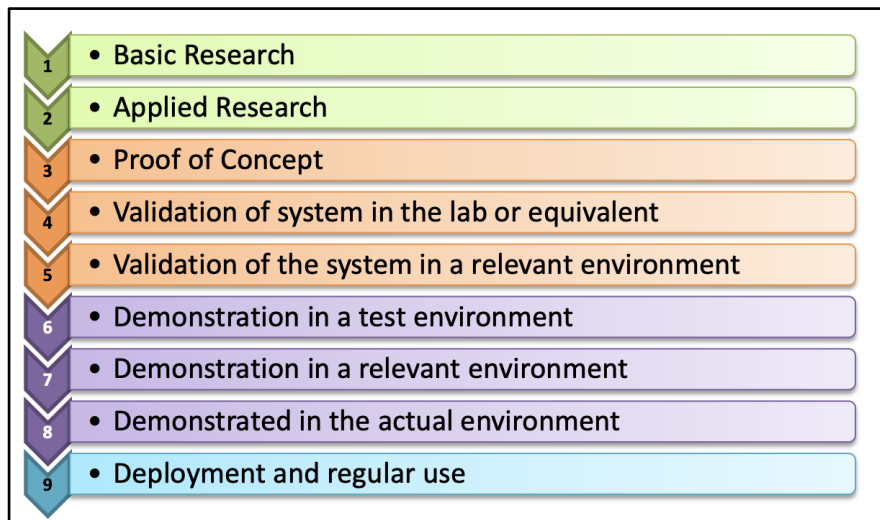 1 • Basic Research
2 • Applied Research
3 • Proof of Concept
4 • Validation of system in the lab or equivalent
5 • Validation of the system in a relevant environment
6 • Demonstration in a test environment
7 • Demonstration in a relevant environment
8 • Demonstrated in the actual environment
9 • Deployment and regular use